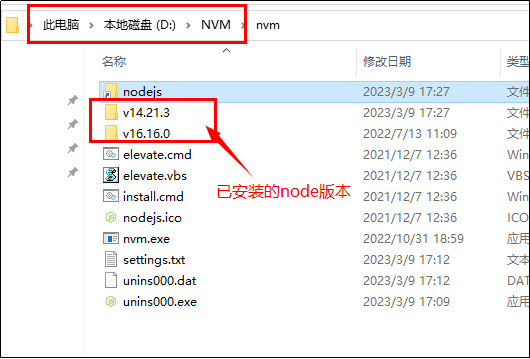 此电脑 > 本地磁盘 (D:) > NVM > nvm
名称 修改日期 类型
nodejs 2023/3/9 17:27 文件
v14.21.3 2023/3/9 17:27 文件
v16.16.0 2022/7/13 11:09 文件
elevate.cmd 2021/12/7 12:36 Win
elevate.vbs 2021/12/7 12:36 VBS
已安装的node版本
install.cmd 2021/12/7 12:36 Win
nodejs.ico 2021/12/7 12:36 ICO
nvm.exe 2022/10/31 18:59 应用
settings.txt 2023/3/9 17:12 文本
unins000.dat 2023/3/9 17:12 DAT
unins000.exe 2023/3/9 17:09 应用